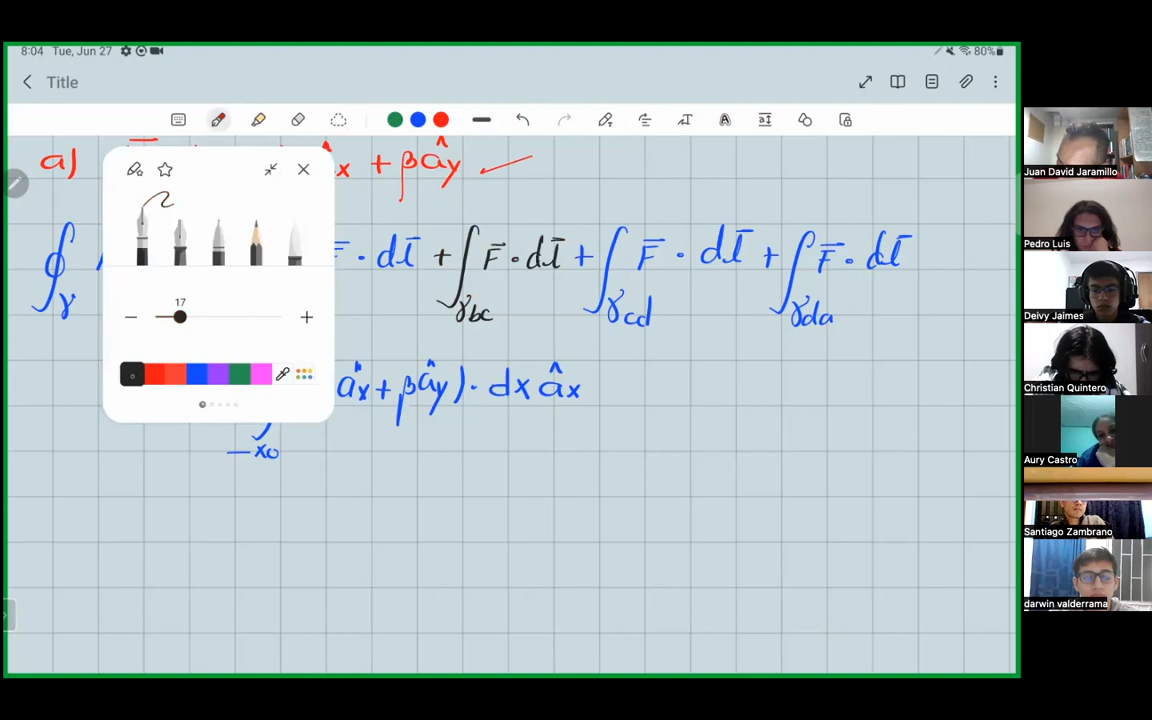 8:04 Tue, Jun 27 80%
Title
a) âx + βây
∮γ F̄ · dl̄ + ∫γbc F̄ · dl̄ + ∫γcd F̄ · dl̄ + ∫γda F̄ · dl̄
17
âx + βây) · dx âx
-x0
Juan David Jaramillo
Pedro Luis
Deivy Jaimes
Christian Quintero
Aury Castro
Santiago Zambrano
darwin valderrama